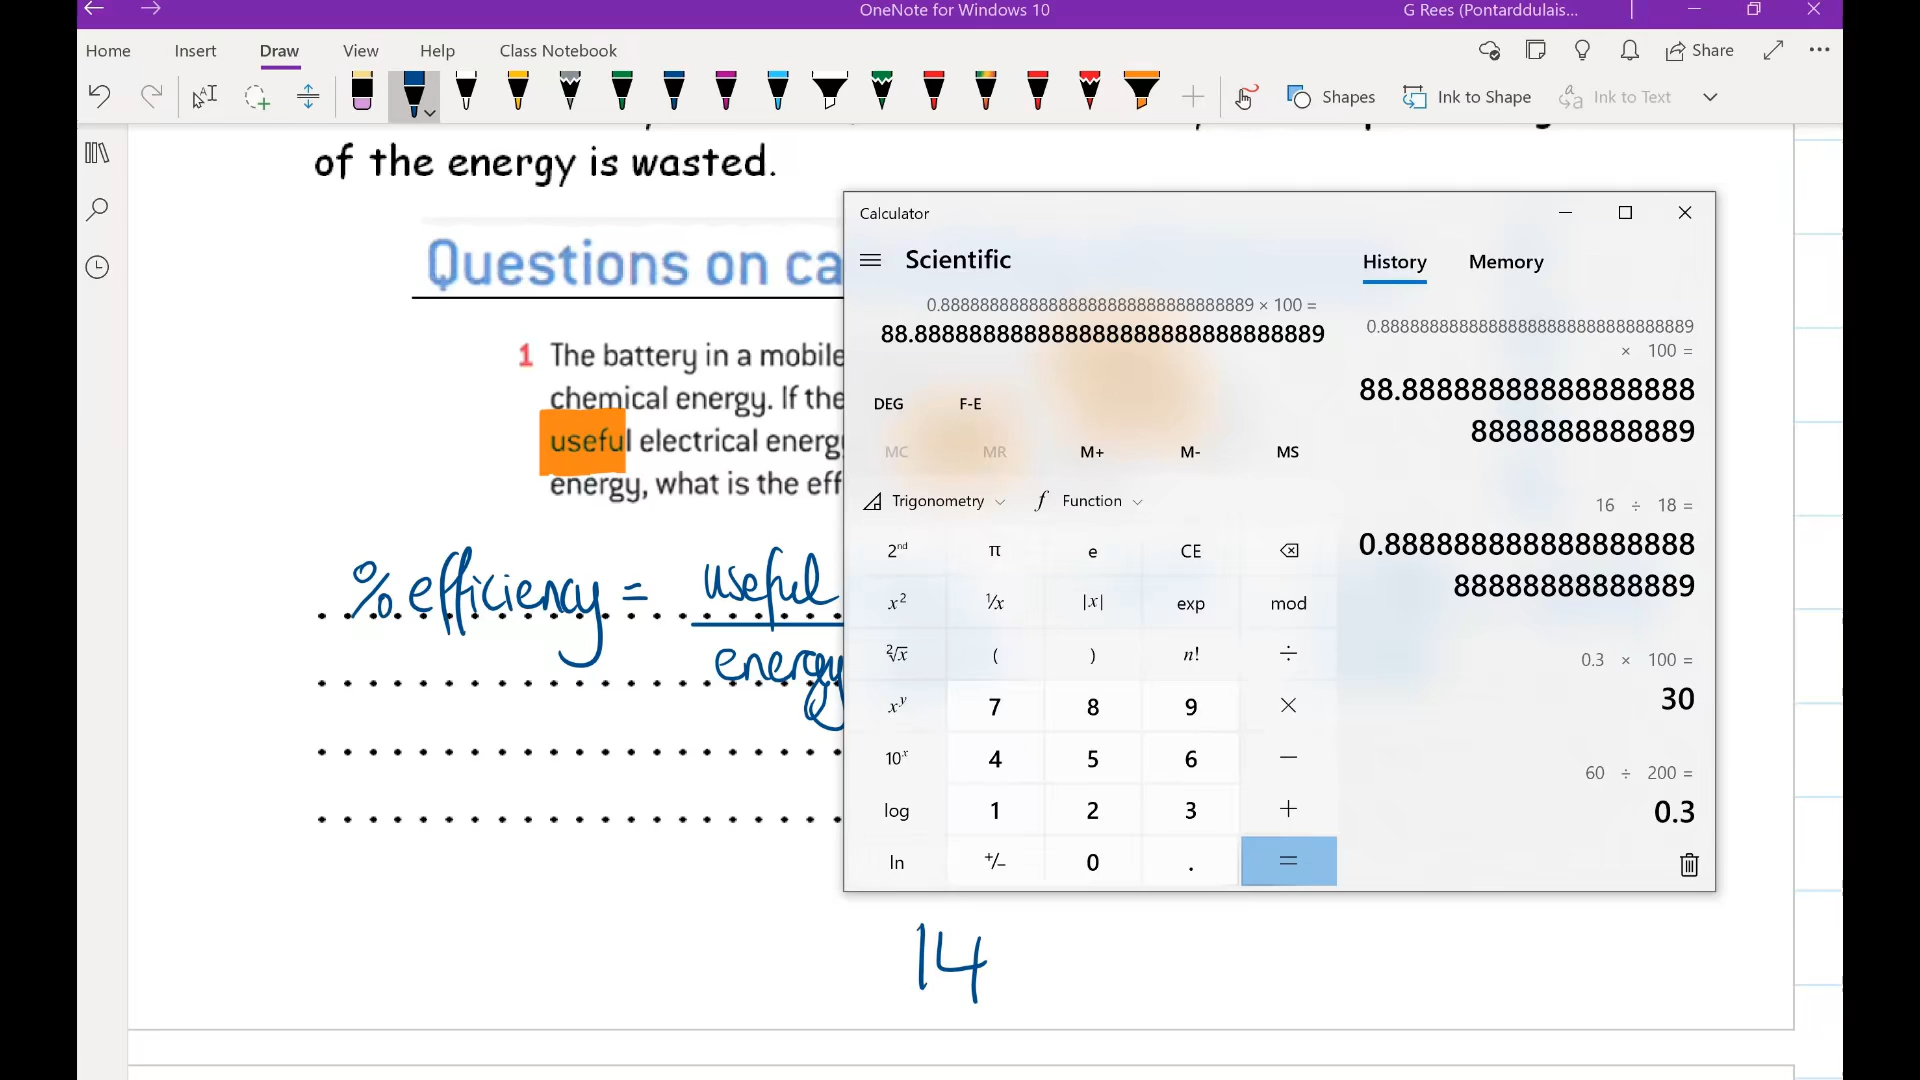 OneNote for Windows 10
G Rees (Pontarddulais...
Home Insert Draw View Help Class Notebook
Share
Shapes Ink to Shape Ink to Text
of the energy is wasted.
Questions on ca
1 The battery in a mobile
chemical energy. If the
useful electrical energy
energy, what is the eff
% efficiency = useful
energy
14
Calculator
Scientific
0.88888888888888888888888888888889 × 100 =
88.888888888888888888888888888889
DEG F-E
MC MR M+ M- MS
Trigonometry f Function
2nd π e CE
x² ⅟x |x| exp mod
²√x ( ) n! ÷
xʸ 7 8 9 ×
10ˣ 4 5 6 −
log 1 2 3 +
ln +/− 0 . =
History Memory
0.88888888888888888888888888888889
× 100 =
88.88888888888888888
8888888888889
16 ÷ 18 =
0.888888888888888888
88888888888889
0.3 × 100 =
30
60 ÷ 200 =
0.3